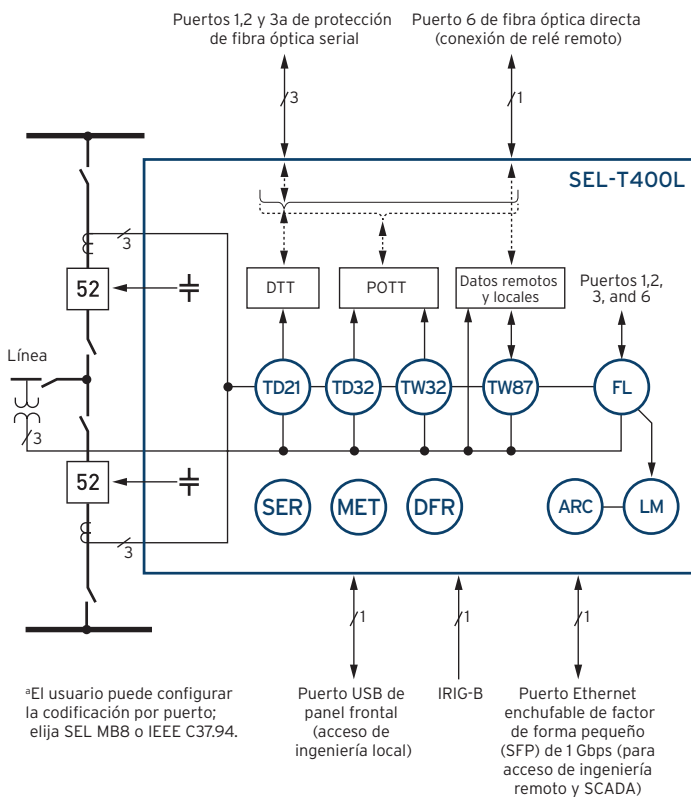 Puertos 1,2 y 3a de protección
de fibra óptica serial
Puerto 6 de fibra óptica directa
(conexión de relé remoto)
3
1
SEL-T400L
3
52
DTT
POTT
Datos remotos
y locales
Puertos 1,2,
3, and 6
Línea
TD21
TD32
TW32
TW87
FL
3
52
SER
MET
DFR
ARC
LM
3
1
1
1
ᵃEl usuario puede configurar
la codificación por puerto;
elija SEL MB8 o IEEE C37.94.
Puerto USB de
panel frontal
(acceso de
ingeniería local)
IRIG-B
Puerto Ethernet
enchufable de factor
de forma pequeño
(SFP) de 1 Gbps (para
acceso de ingeniería
remoto y SCADA)